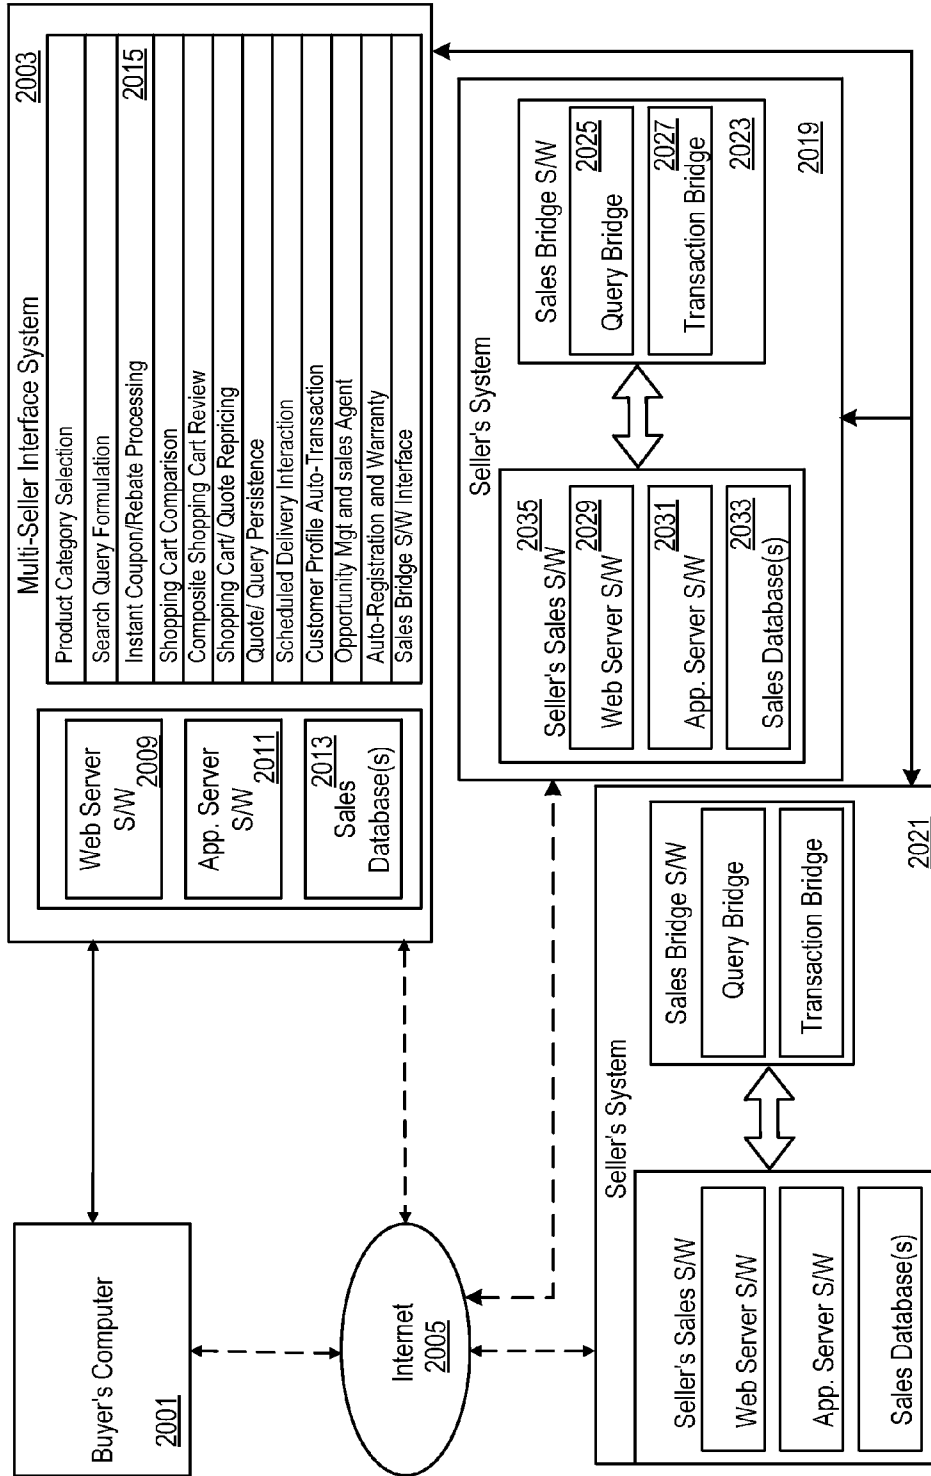 Buyer's Computer
2001
Internet
2005
Multi-Seller Interface System
2003
Web Server
S/W
2009
App. Server
S/W
2011
2013
Sales
Database(s)
Product Category Selection
Search Query Formulation
Instant Coupon/Rebate Processing
2015
Shopping Cart Comparison
Composite Shopping Cart Review
Shopping Cart/ Quote Repricing
Quote/ Query Persistence
Scheduled Delivery Interaction
Customer Profile Auto-Transaction
Opportunity Mgt and sales Agent
Auto-Registration and Warranty
Sales Bridge S/W Interface
Seller's System
Seller's Sales S/W
2035
Web Server S/W
2029
App. Server S/W
2031
Sales Database(s)
2033
Sales Bridge S/W
Query Bridge
2025
Transaction Bridge
2027
2023
2019
Seller's System
Seller's Sales S/W
Web Server S/W
App. Server S/W
Sales Database(s)
Sales Bridge S/W
Query Bridge
Transaction Bridge
2021